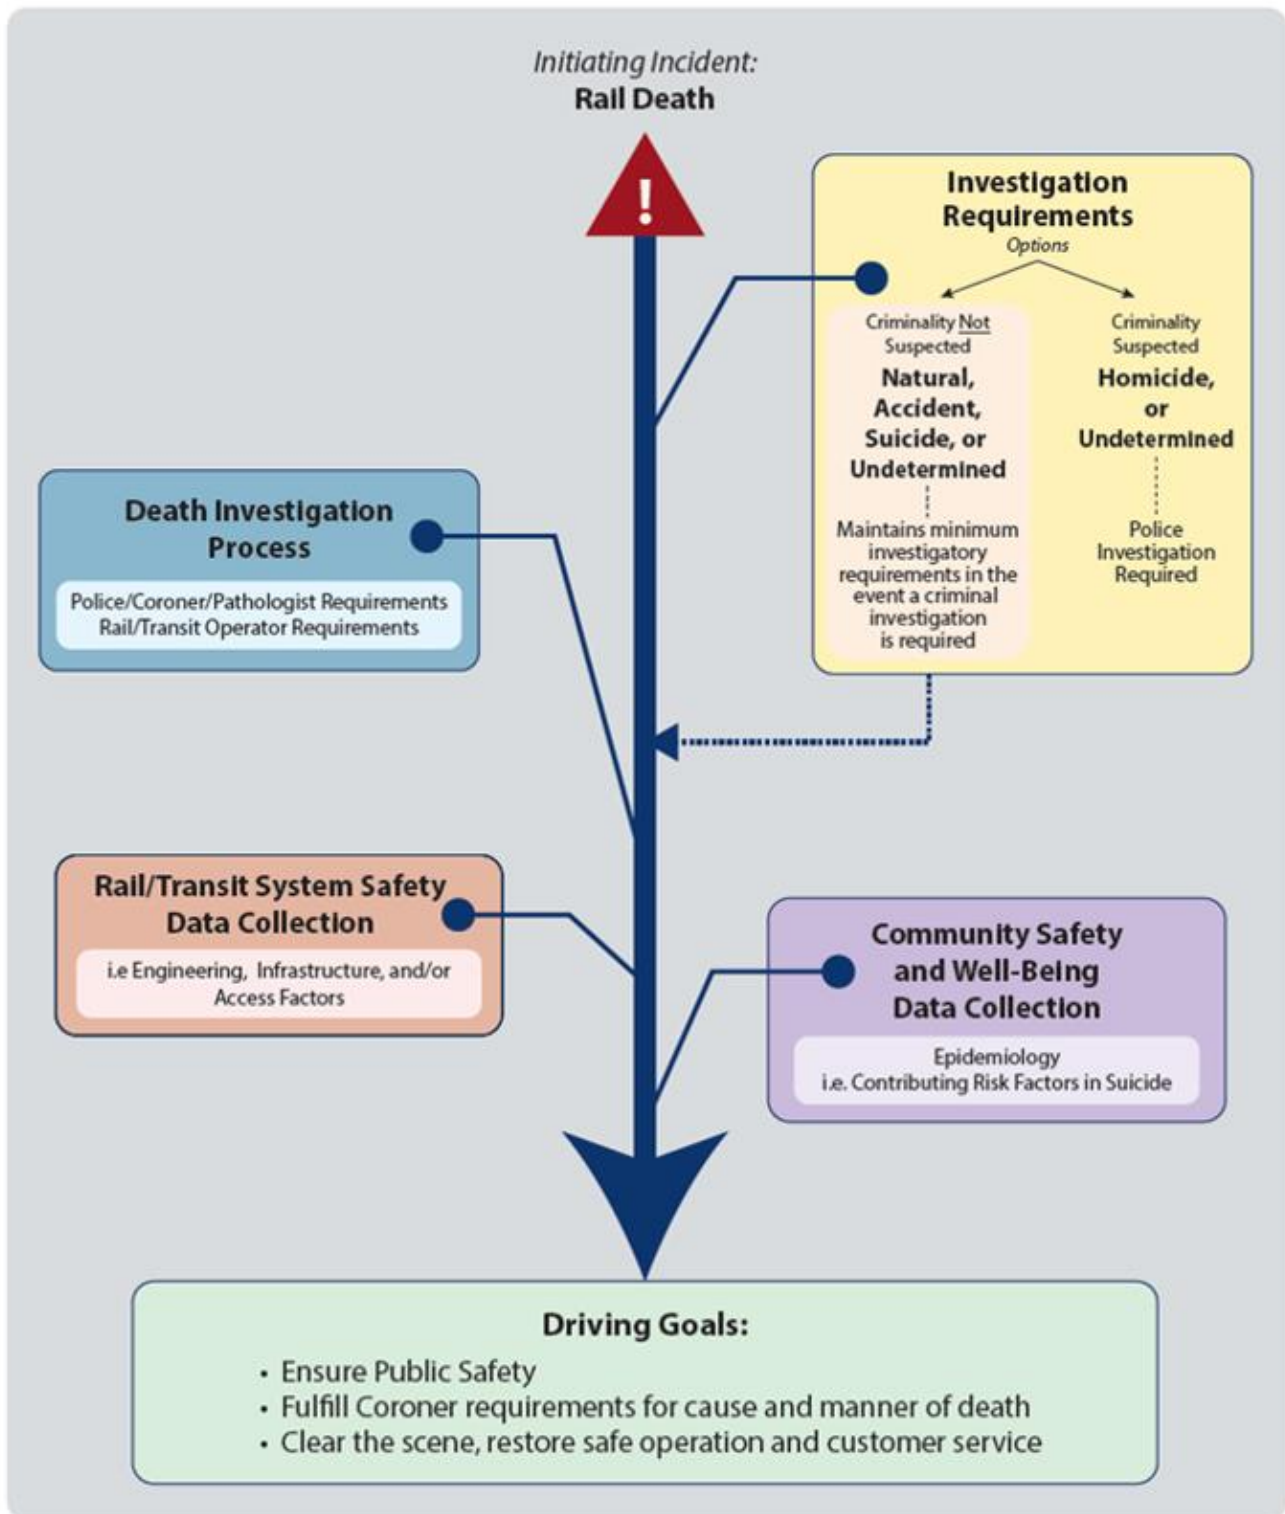 Initiating Incident:
Rail Death
!
Investigation
Requirements
Options
Criminality Not
Suspected
Natural,
Accident,
Suicide, or
Undetermined
Maintains minimum
investigatory
requirements in the
event a criminal
investigation
is required
Criminality
Suspected
Homicide,
or
Undetermined
Police
Investigation
Required
Death Investigation
Process
Police/Coroner/Pathologist Requirements
Rail/Transit Operator Requirements
Rail/Transit System Safety
Data Collection
i.e Engineering, Infrastructure, and/or
Access Factors
Community Safety
and Well-Being
Data Collection
Epidemiology
i.e. Contributing Risk Factors in Suicide
Driving Goals:
• Ensure Public Safety
• Fulfill Coroner requirements for cause and manner of death
• Clear the scene, restore safe operation and customer service